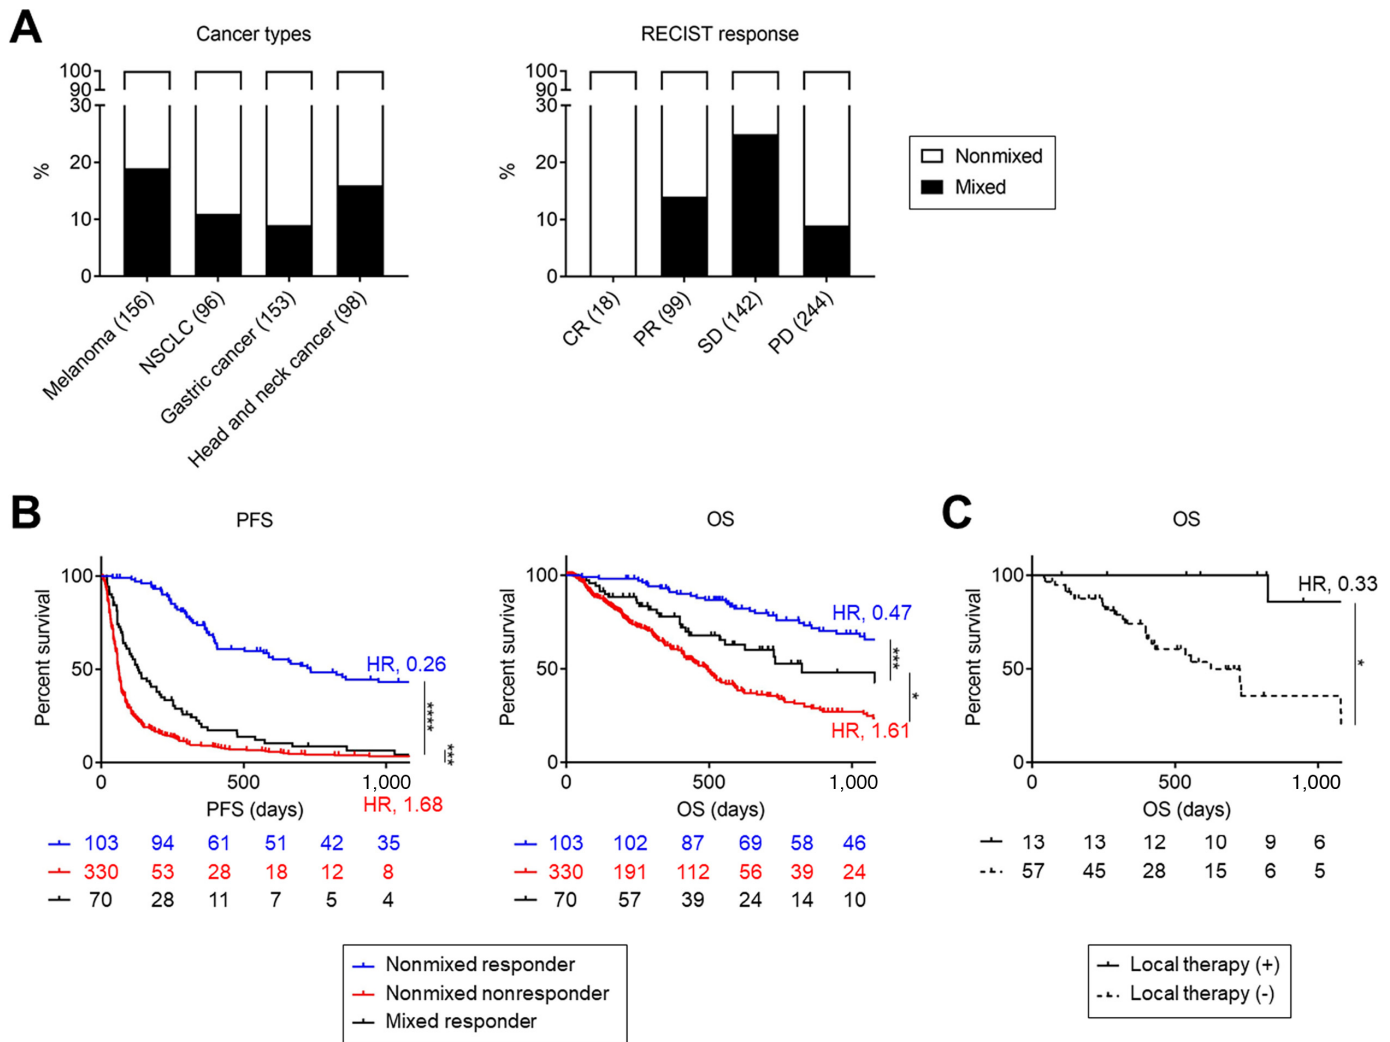 A
Cancer types
RECIST response
100
90
30
20
10
0
%
Melanoma (156)
NSCLC (96)
Gastric cancer (153)
Head and neck cancer (98)
100
90
30
20
10
0
%
CR (18)
PR (99)
SD (142)
PD (244)
Nonmixed
Mixed
B
PFS
Percent survival
100
50
0
HR, 0.26
****
***
0 500 1,000
PFS (days)
HR, 1.68
103 94 61 51 42 35
330 53 28 18 12 8
70 28 11 7 5 4
OS
Percent survival
100
50
0
HR, 0.47
***
*
HR, 1.61
0 500 1,000
OS (days)
103 102 87 69 58 46
330 191 112 56 39 24
70 57 39 24 14 10
Nonmixed responder
Nonmixed nonresponder
Mixed responder
C
OS
Percent survival
100
50
0
HR, 0.33
*
0 500 1,000
OS (days)
13 13 12 10 9 6
57 45 28 15 6 5
Local therapy (+)
Local therapy (-)